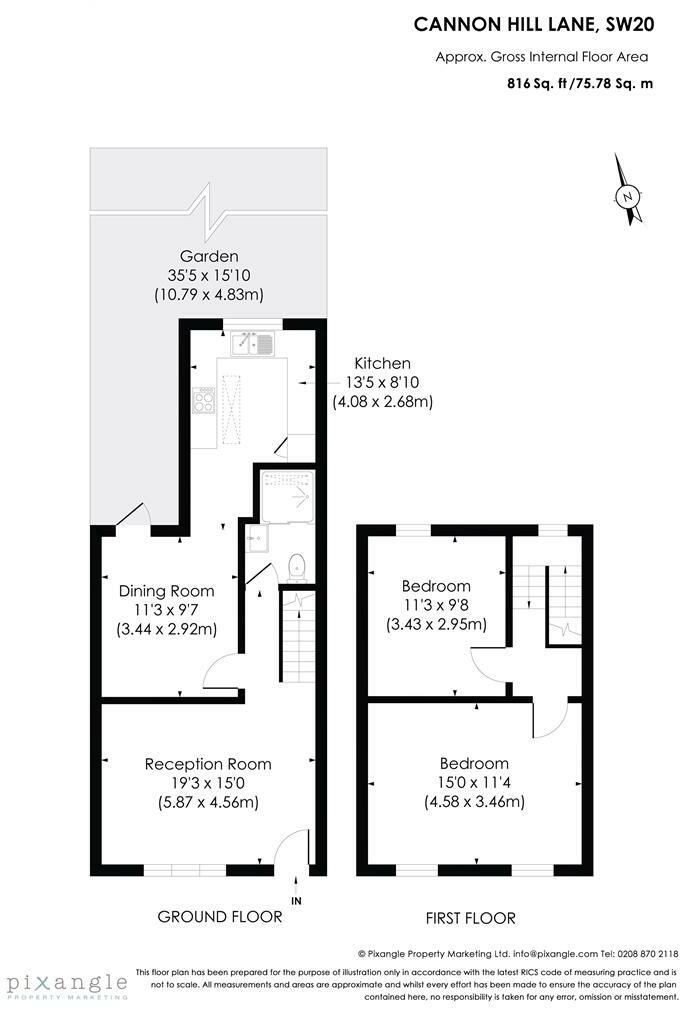 CANNON HILL LANE, SW20
Approx. Gross Internal Floor Area
816 Sq. ft /75.78 Sq. m
N
Garden
35'5 x 15'10
(10.79 x 4.83m)
Kitchen
13'5 x 8'10
(4.08 x 2.68m)
Dining Room
11'3 x 9'7
(3.44 x 2.92m)
Bedroom
11'3 x 9'8
(3.43 x 2.95m)
Reception Room
19'3 x 15'0
(5.87 x 4.56m)
Bedroom
15'0 x 11'4
(4.58 x 3.46m)
IN
GROUND FLOOR
FIRST FLOOR
© Pixangle Property Marketing Ltd. info@pixangle.com Tel: 0208 870 2118
pixangle
PROPERTY MARKETING
This floor plan has been prepared for the purpose of illustration only in accordance with the latest RICS code of measuring practice and is
not to scale. All measurements and areas are approximate and whilst every effort has been made to ensure the accuracy of the plan
contained here, no responsibility is taken for any error, omission or misstatement.